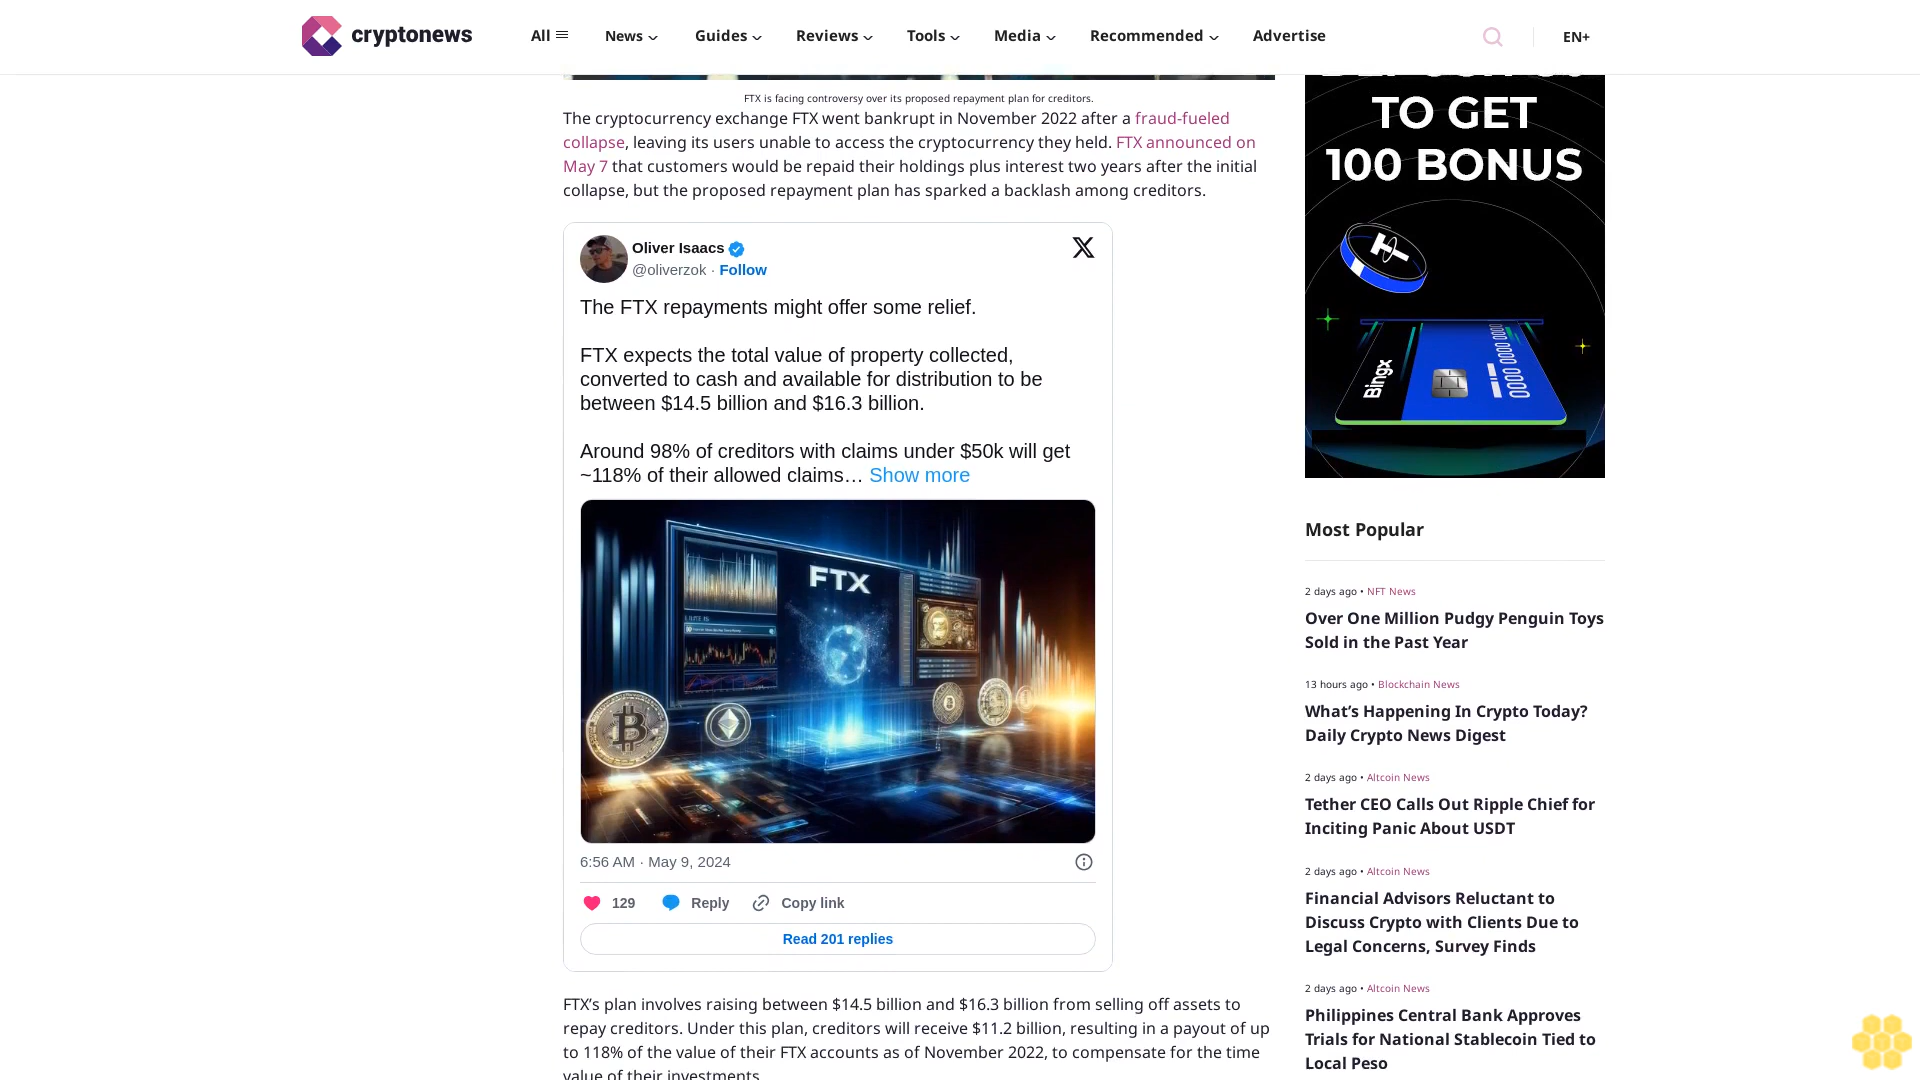 cryptonews
All
News
Guides
Reviews
Tools
Media
Recommended
Advertise
EN+
FTX is facing controversy over its proposed repayment plan for creditors.
The cryptocurrency exchange FTX went bankrupt in November 2022 after a fraud-fueled
collapse, leaving its users unable to access the cryptocurrency they held. FTX announced on
May 7 that customers would be repaid their holdings plus interest two years after the initial
collapse, but the proposed repayment plan has sparked a backlash among creditors.
Oliver Isaacs
@oliverzok · Follow
The FTX repayments might offer some relief.
FTX expects the total value of property collected,
converted to cash and available for distribution to be
between $14.5 billion and $16.3 billion.
Around 98% of creditors with claims under $50k will get
~118% of their allowed claims… Show more
FTX
6:56 AM · May 9, 2024
129
Reply
Copy link
Read 201 replies
FTX’s plan involves raising between $14.5 billion and $16.3 billion from selling off assets to
repay creditors. Under this plan, creditors will receive $11.2 billion, resulting in a payout of up
to 118% of the value of their FTX accounts as of November 2022, to compensate for the time
value of their investments.
TO GET
100 BONUS
Bingx
Most Popular
2 days ago • NFT News
Over One Million Pudgy Penguin Toys
Sold in the Past Year
13 hours ago • Blockchain News
What’s Happening In Crypto Today?
Daily Crypto News Digest
2 days ago • Altcoin News
Tether CEO Calls Out Ripple Chief for
Inciting Panic About USDT
2 days ago • Altcoin News
Financial Advisors Reluctant to
Discuss Crypto with Clients Due to
Legal Concerns, Survey Finds
2 days ago • Altcoin News
Philippines Central Bank Approves
Trials for National Stablecoin Tied to
Local Peso